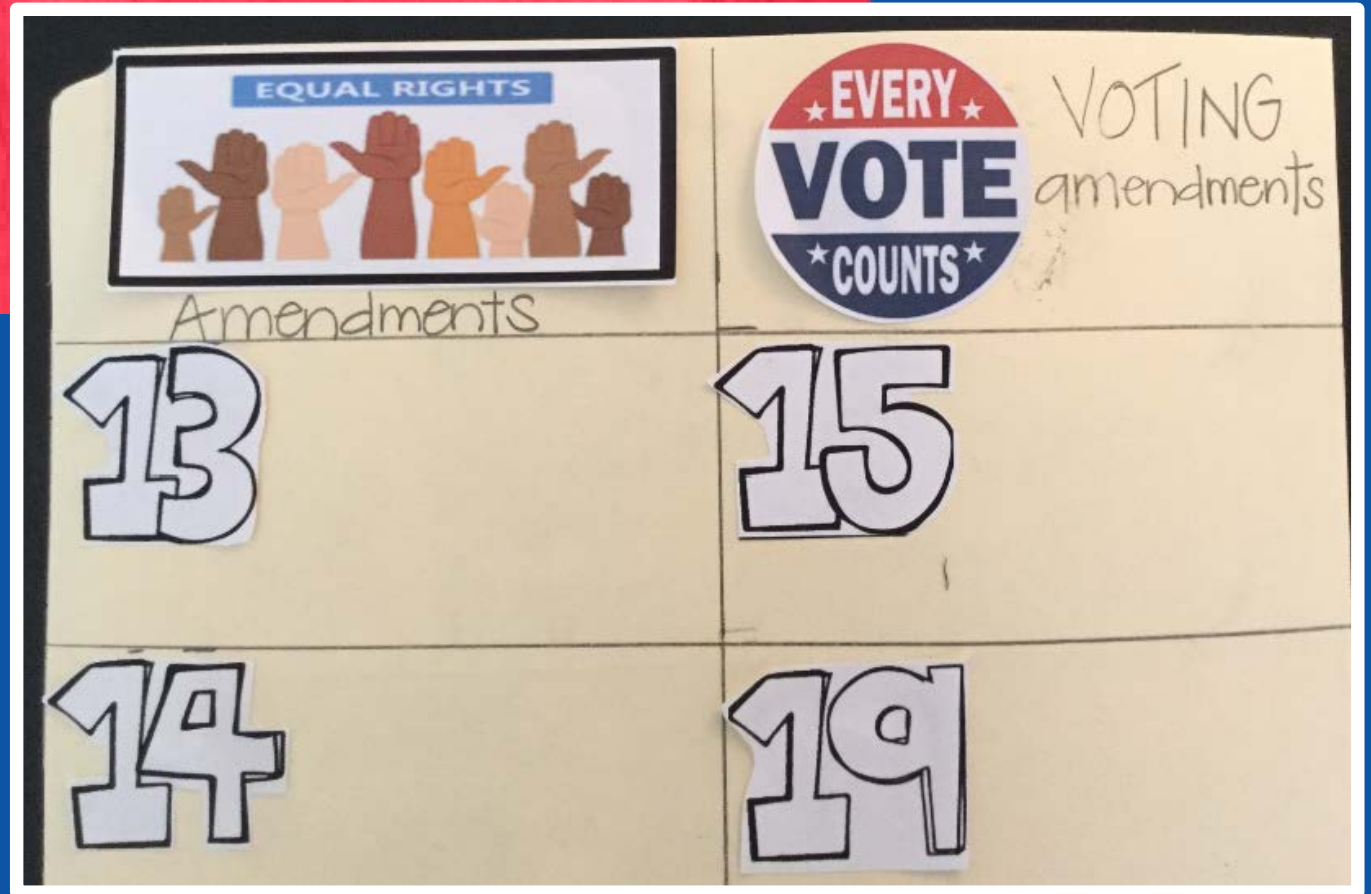 EQUAL RIGHTS
Amendments
EVERY
VOTE
COUNTS
VOTING
amendments
13
15
14
19